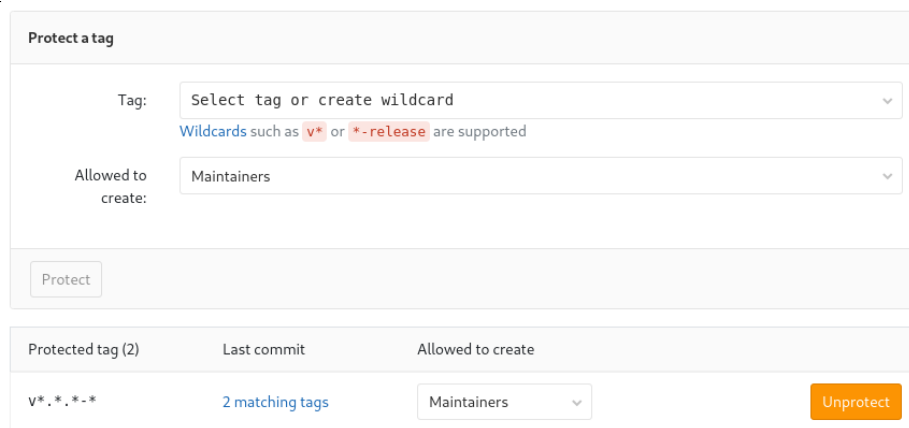 Protect a tag
Tag:
Select tag or create wildcard
Wildcards such as v* or *-release are supported
Allowed to create:
Maintainers
Protect
Protected tag (2) Last commit Allowed to create
v*.*.*-* 2 matching tags Maintainers Unprotect